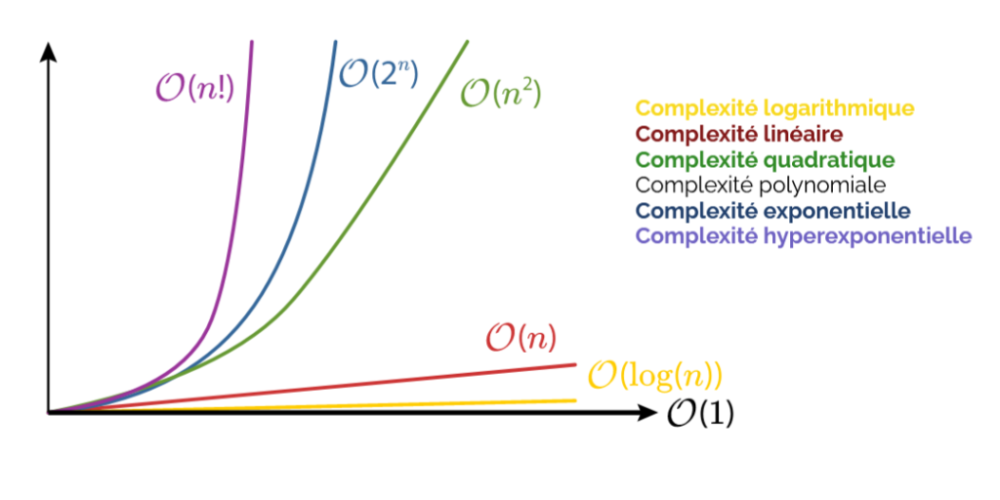 𝒪(n!)
𝒪(2ⁿ)
𝒪(n²)
Complexité logarithmique
Complexité linéaire
Complexité quadratique
Complexité polynomiale
Complexité exponentielle
Complexité hyperexponentielle
𝒪(n)
𝒪(log(n))
𝒪(1)